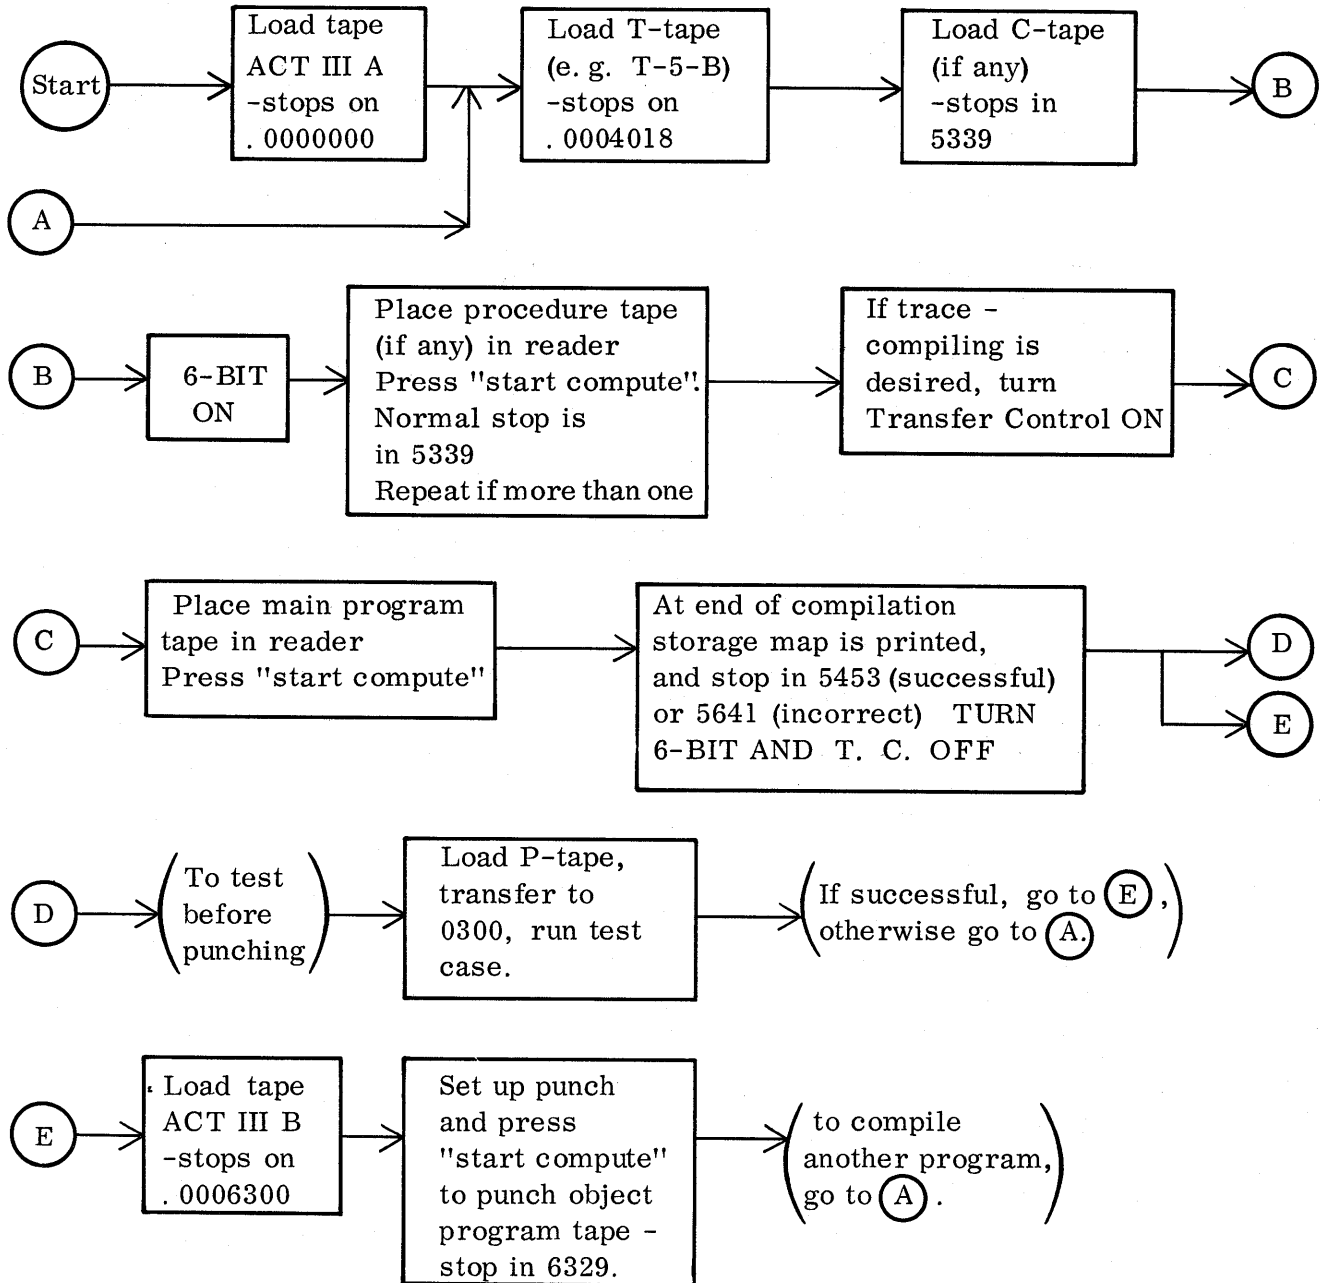 Start
Load tape
ACT III A
-stops on
.0000000
Load T-tape
(e. g. T-5-B)
-stops on
.0004018
Load C-tape
(if any)
-stops in
5339
B
A
B
6-BIT
ON
Place procedure tape
(if any) in reader
Press "start compute".
Normal stop is
in 5339
Repeat if more than one
If trace -
compiling is
desired, turn
Transfer Control ON
C
C
Place main program
tape in reader
Press "start compute"
At end of compilation
storage map is printed,
and stop in 5453 (successful)
or 5641 (incorrect) TURN
6-BIT AND T. C. OFF
D
E
D
(To test
before
punching)
Load P-tape,
transfer to
0300, run test
case.
(If successful, go to E,
otherwise go to A.)
E
Load tape
ACT III B
-stops on
.0006300
Set up punch
and press
"start compute"
to punch object
program tape -
stop in 6329.
(to compile
another program,
go to A.)